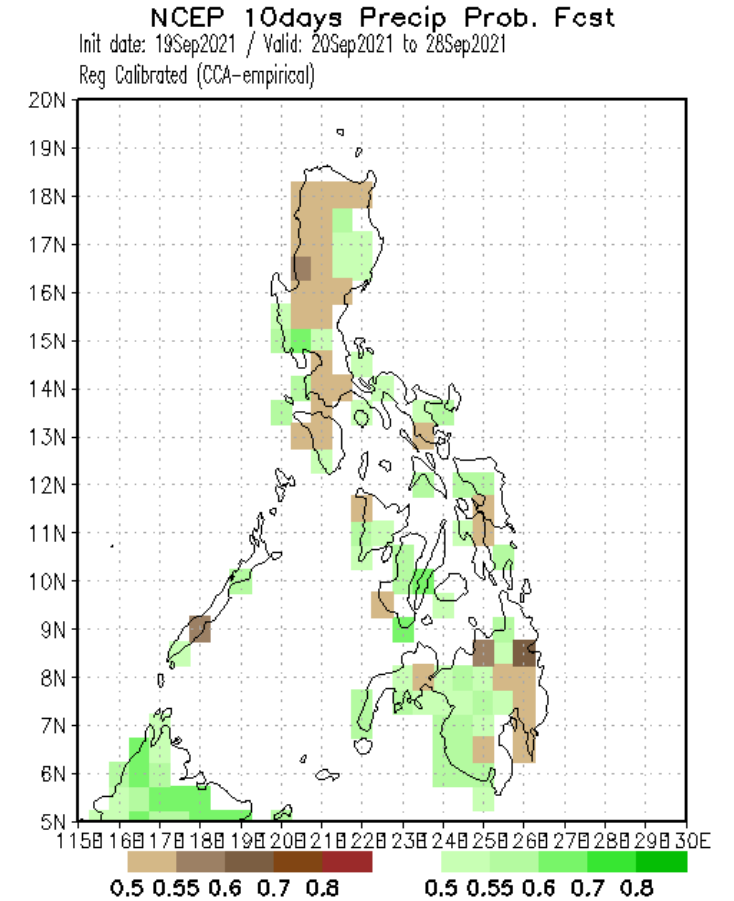 NCEP 10days Precip Prob. Fcst
Init date: 19Sep2021 / Valid: 20Sep2021 to 28Sep2021
Reg Calibrated (CCA-empirical)
20N
19N
18N
17N
16N
15N
14N
13N
12N
11N
10N
9N
8N
7N
6N
5N
115E 116E 117E 118E 119E 120E 121E 122E 123E 124E 125E 126E 127E 128E 129E 130E
0.5 0.55 0.6 0.7 0.8 0.5 0.55 0.6 0.7 0.8